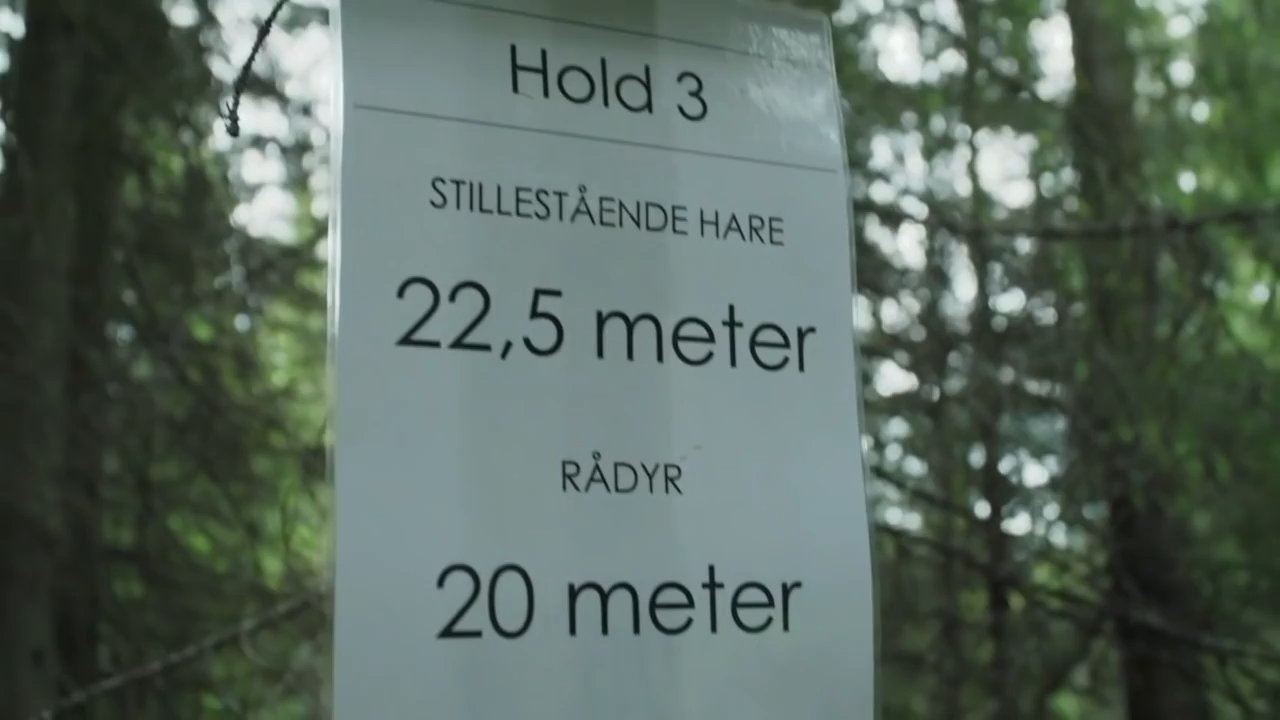 Hold 3
STILLESTÅENDE HARE
22,5 meter
RÅDYR
20 meter